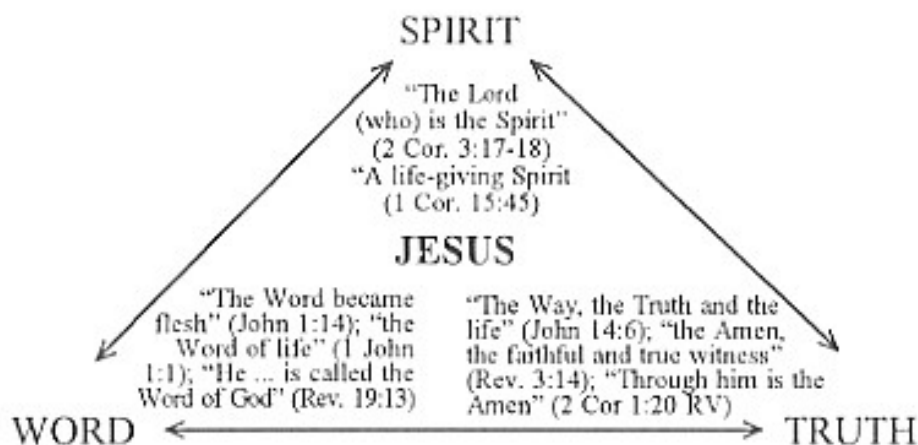 SPIRIT
“The Lord
(who) is the Spirit”
(2 Cor. 3:17-18)
“A life-giving Spirit
(1 Cor. 15:45)
JESUS
“The Word became
flesh” (John 1:14); “the
Word of life” (1 John
1:1); “He ... is called the
Word of God” (Rev. 19:13)
“The Way, the Truth and the
life” (John 14:6); “the Amen,
the faithful and true witness”
(Rev. 3:14); “Through him is the
Amen” (2 Cor 1:20 RV)
WORD
TRUTH